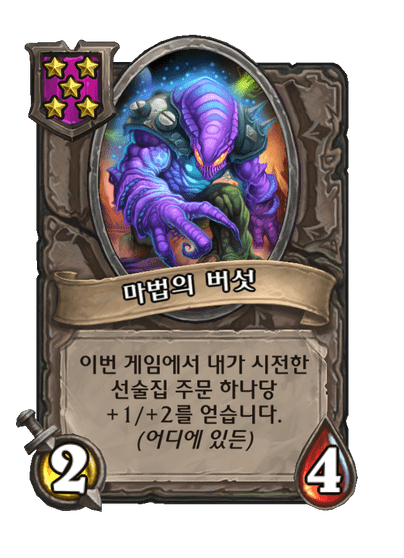 마법의 버섯
이번 게임에서 내가 시전한
선술집 주문 하나당
+1/+2를 얻습니다.
(어디에 있든)
2
4